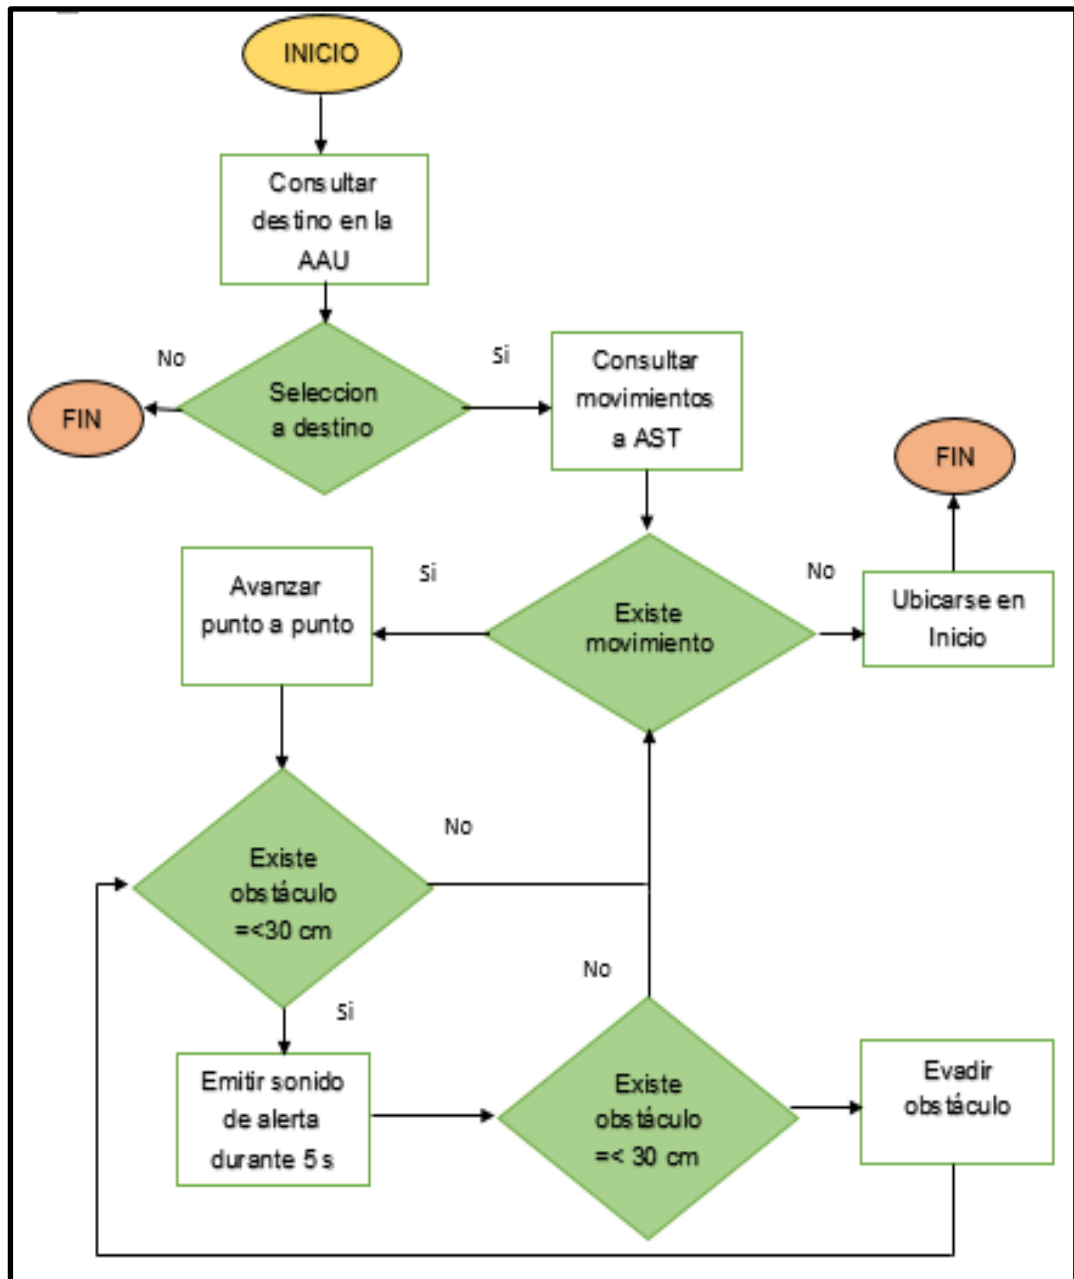 INICIO
Consultar
destino en la
AAU
No
Si
FIN
Seleccion
a destino
Consultar
movimientos
a AST
FIN
Avanzar
punto a punto
Si
Existe
movimiento
No
Ubicarse en
Inicio
Existe
obstáculo
=<30 cm
No
Si
No
Emitir sonido
de alerta
durante 5 s
Existe
obstáculo
=< 30 cm
Evadir
obstáculo